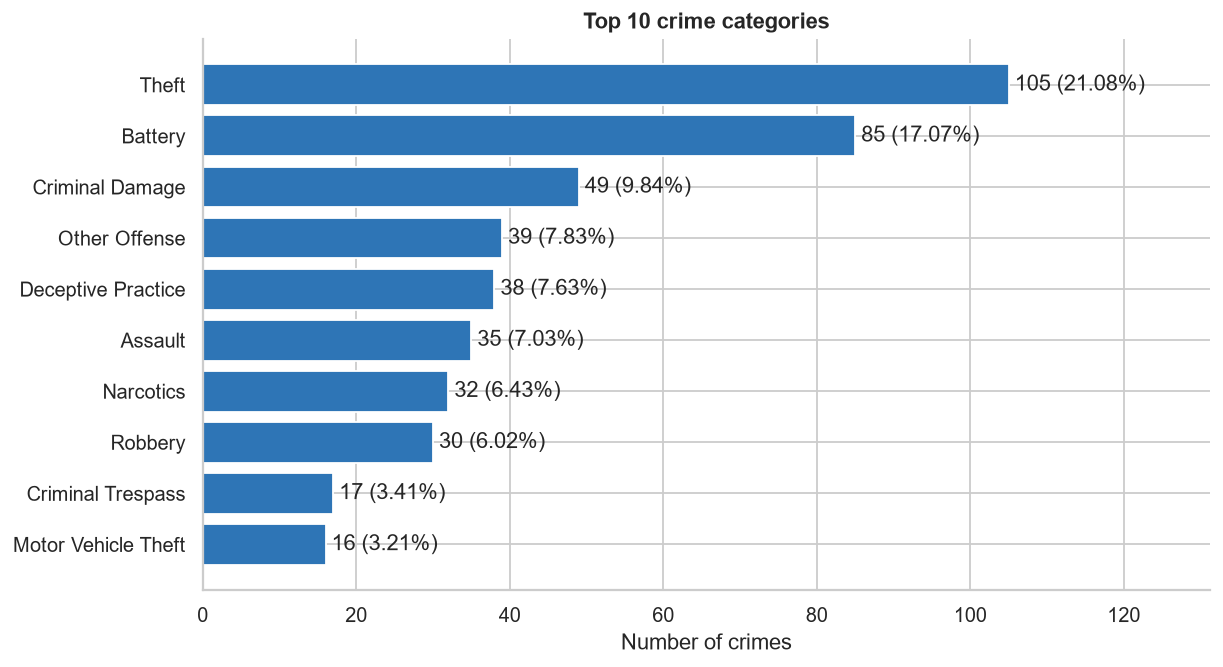 Top 10 crime categories
Theft 105 (21.08%)
Battery 85 (17.07%)
Criminal Damage 49 (9.84%)
Other Offense 39 (7.83%)
Deceptive Practice 38 (7.63%)
Assault 35 (7.03%)
Narcotics 32 (6.43%)
Robbery 30 (6.02%)
Criminal Trespass 17 (3.41%)
Motor Vehicle Theft 16 (3.21%)
0 20 40 60 80 100 120
Number of crimes